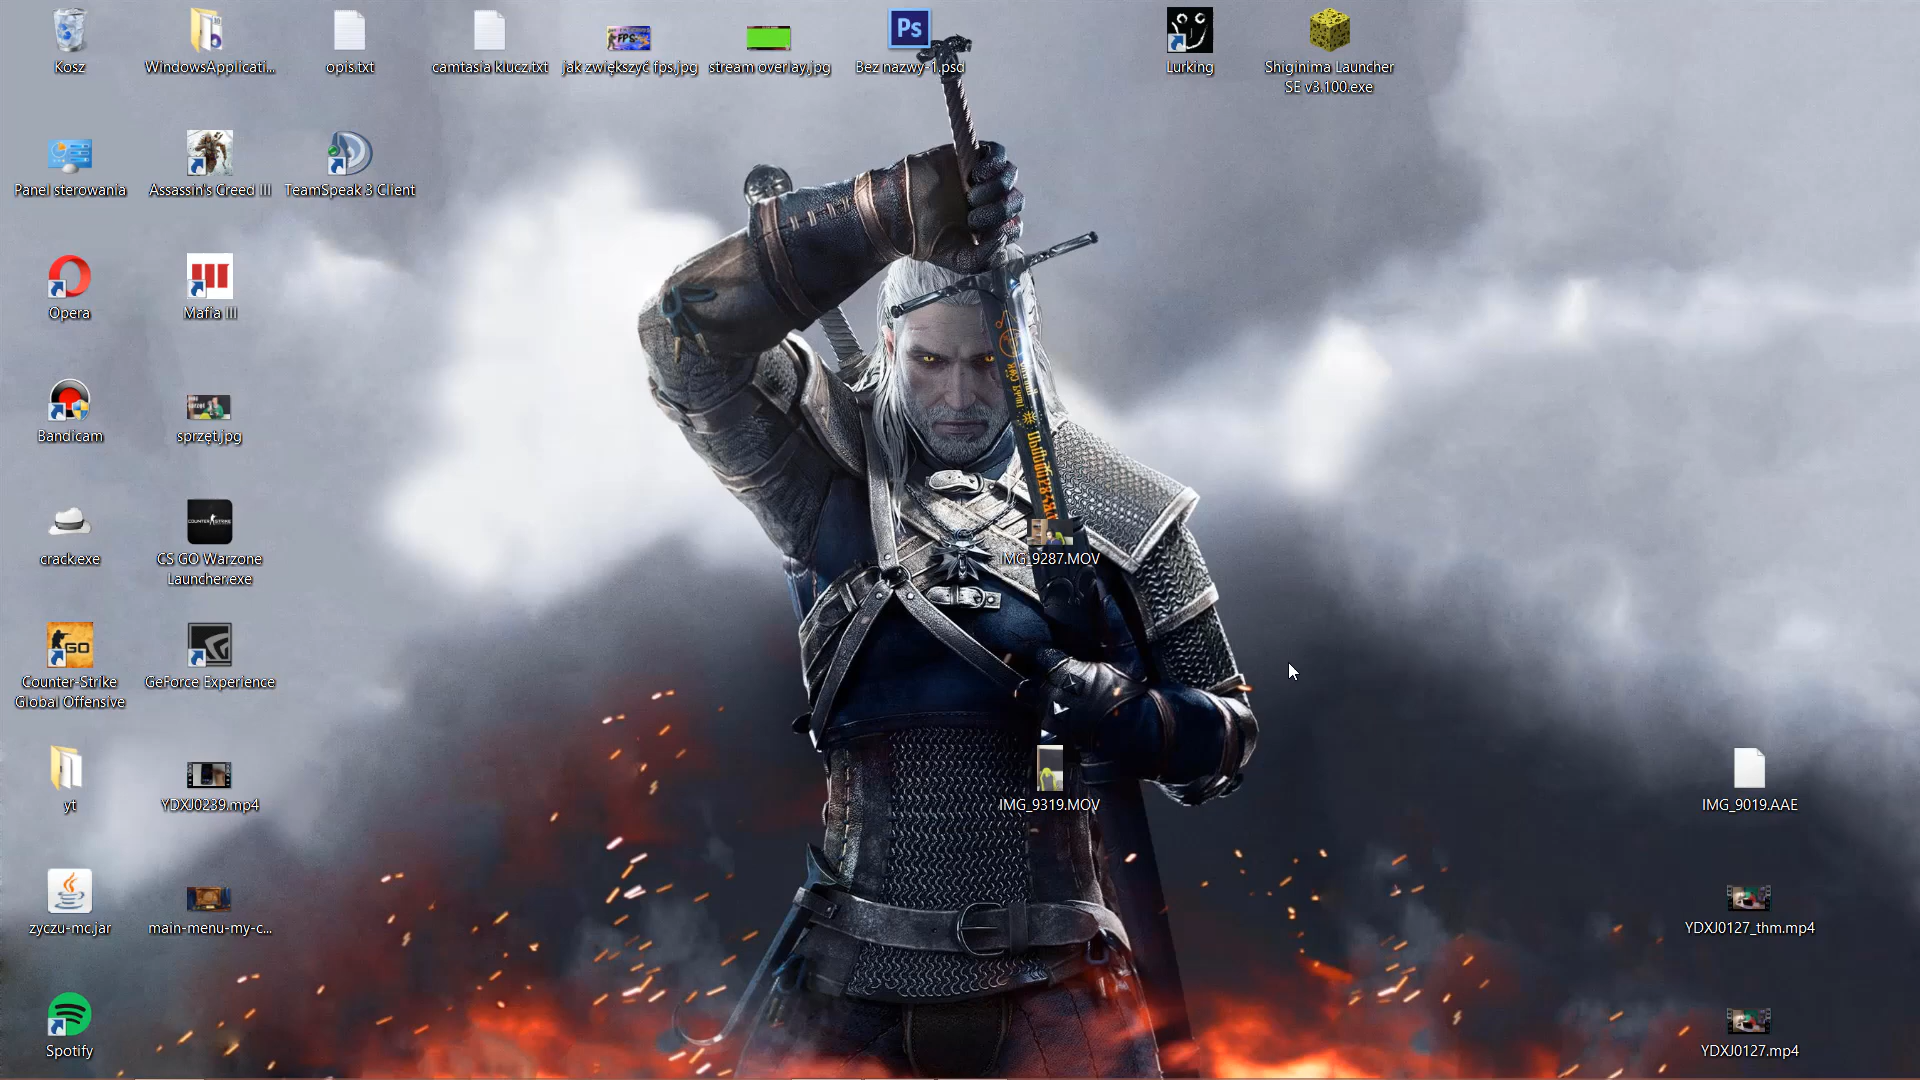 Kosz
WindowsApplicati...
opis.txt
camtasia klucz.txt
jak zwiększyć fps.jpg
stream overlay.jpg
Ps
Bez nazwy-1.psd
Lurking
Shiginima Launcher
SE v3.100.exe
Panel sterowania
Assassin's Creed III
TeamSpeak 3 Client
Opera
Mafia III
Bandicam
sprzęt.jpg
IMG_9287.MOV
crack.exe
CS GO Warzone
Launcher.exe
GO
Counter-Strike
Global Offensive
GeForce Experience
yt
YDXJ0239.mp4
IMG_9319.MOV
IMG_9019.AAE
zyczu-mc.jar
main-menu-my-c...
YDXJ0127_thm.mp4
Spotify
YDXJ0127.mp4